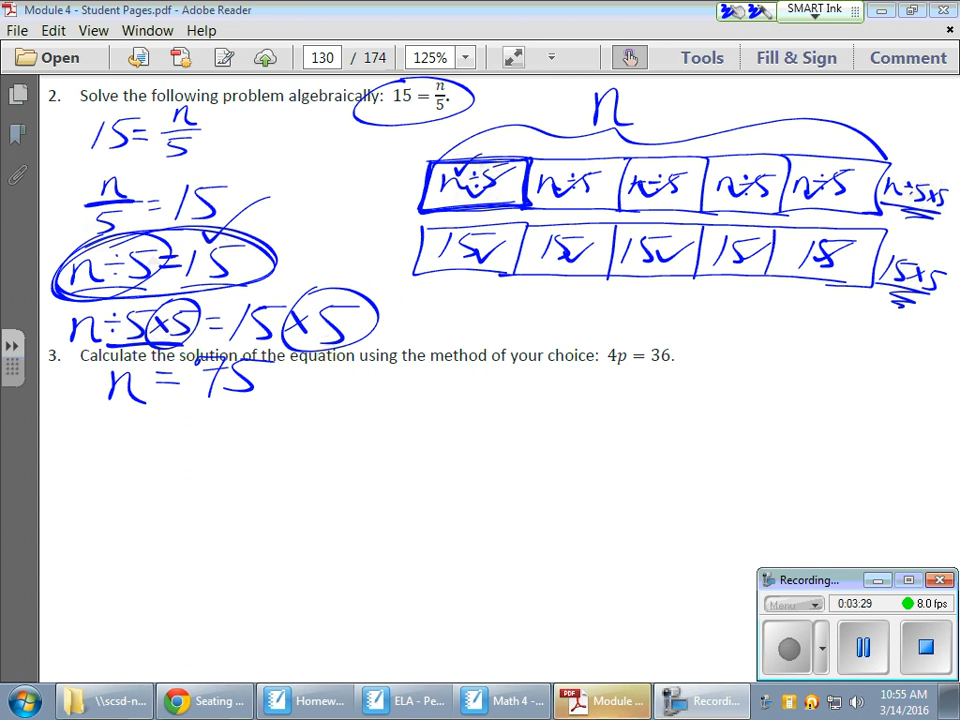 Module 4 - Student Pages.pdf - Adobe Reader
SMART Ink
File Edit View Window Help
Open 130 / 174 125% Tools Fill & Sign Comment
2. Solve the following problem algebraically: 15 = n/5.
n
15 = n/5
n÷5 n÷5 n÷5 n÷5 n÷5 n÷5×5
n/5 = 15
15 15 15 15 15 15×5
n÷5=15
n÷5×5=15×5
3. Calculate the solution of the equation using the method of your choice: 4p = 36.
n = 75
Recording...
Menu 0:03:29 8.0 fps
\\scsd-n... Seating ... Homew... ELA - Pe... Math 4 -... Module ... Recordi... 10:55 AM
3/14/2016